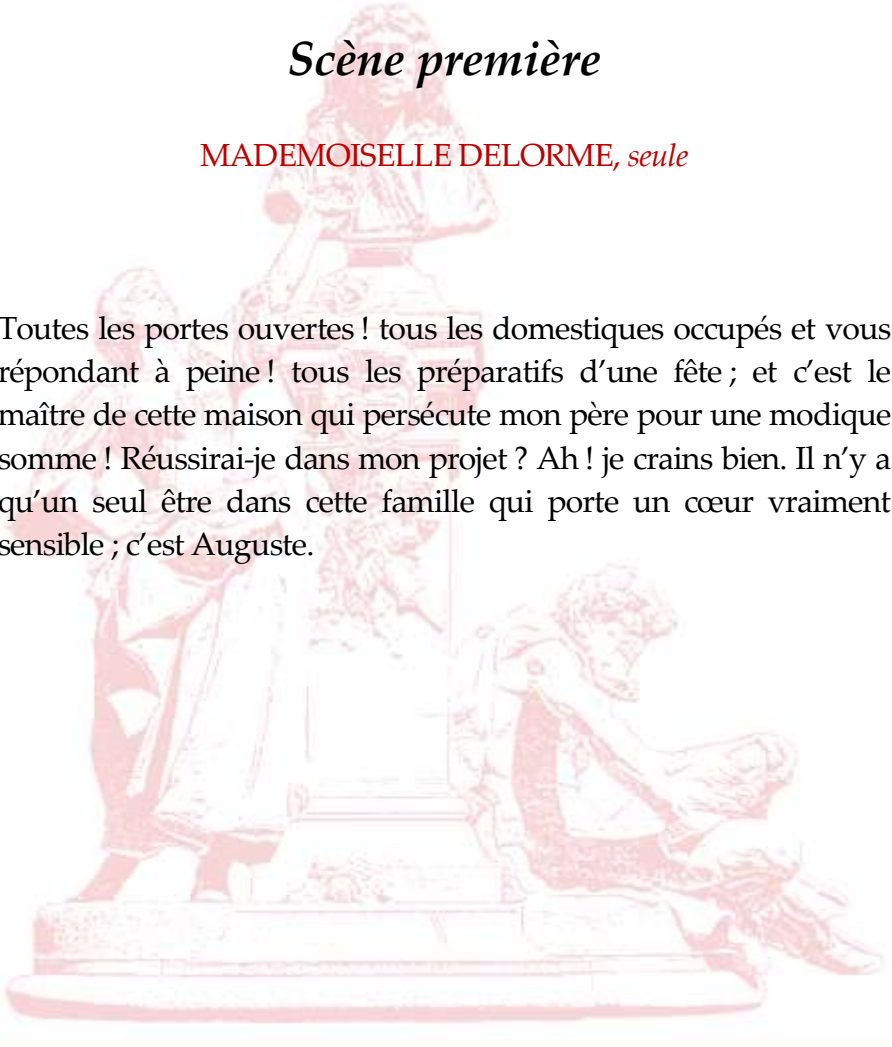 Scène première
MADEMOISELLE DELORME, seule
Toutes les portes ouvertes ! tous les domestiques occupés et vous
répondant à peine ! tous les préparatifs d’une fête ; et c’est le
maître de cette maison qui persécute mon père pour une modique
somme ! Réussirai-je dans mon projet ? Ah ! je crains bien. Il n’y a
qu’un seul être dans cette famille qui porte un cœur vraiment
sensible ; c’est Auguste.